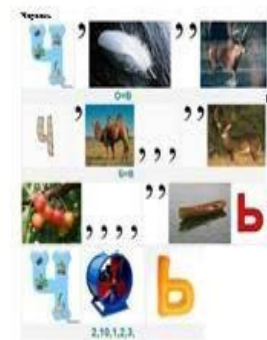 Ч , ,,
О=В
Ч , , , , ,,
, , , , ,, Ь
Ч Ь
2,10,1,2,3,